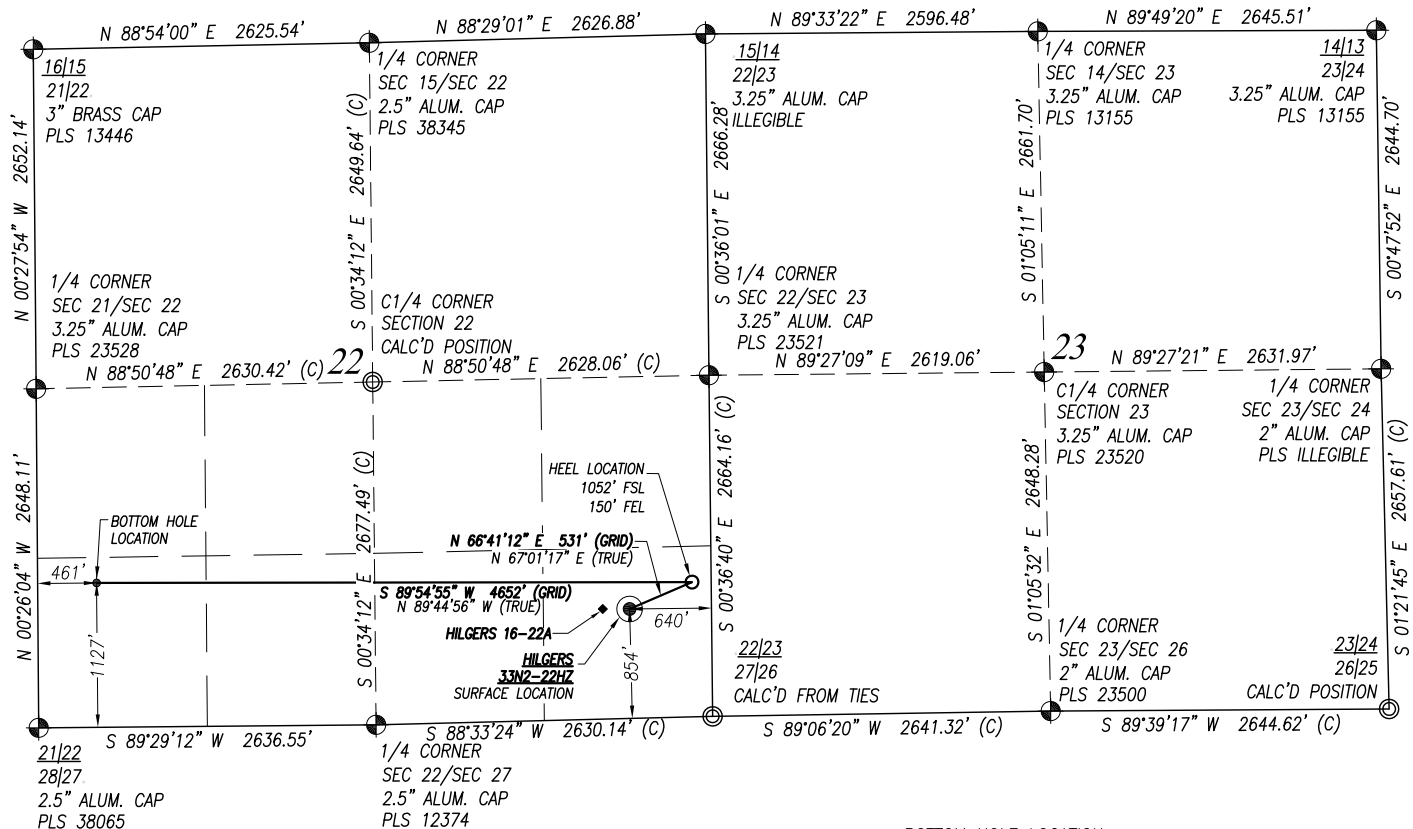 N 88°54'00" E 2625.54'
N 88°29'01" E 2626.88'
N 89°33'22" E 2596.48'
N 89°49'20" E 2645.51'
16|15
21|22
3" BRASS CAP
PLS 13446
1/4 CORNER
SEC 15/SEC 22
2.5" ALUM. CAP
PLS 38345
15|14
22|23
3.25" ALUM. CAP
ILLEGIBLE
1/4 CORNER
SEC 14/SEC 23
3.25" ALUM. CAP
PLS 13155
14|13
23|24
3.25" ALUM. CAP
PLS 13155
N 00°27'54" W 2652.14'
S 00°34'12" E 2649.64' (C)
S 00°36'01" E 2666.28'
S 01°05'11" E 2661.70'
S 00°47'52" E 2644.70'
1/4 CORNER
SEC 21/SEC 22
3.25" ALUM. CAP
PLS 23528
C1/4 CORNER
SECTION 22
CALC'D POSITION
1/4 CORNER
SEC 22/SEC 23
3.25" ALUM. CAP
PLS 23521
N 88°50'48" E 2630.42' (C)
22
N 88°50'48" E 2628.06' (C)
N 89°27'09" E 2619.06'
23
N 89°27'21" E 2631.97'
C1/4 CORNER
SECTION 23
3.25" ALUM. CAP
PLS 23520
1/4 CORNER
SEC 23/SEC 24
2" ALUM. CAP
PLS ILLEGIBLE
N 00°26'04" W 2648.11'
S 00°34'12" E 2677.49' (C)
S 00°36'40" E 2664.16' (C)
S 01°05'32" E 2648.28'
S 01°21'45" E 2657.61' (C)
HEEL LOCATION
1052' FSL
150' FEL
BOTTOM HOLE
LOCATION
N 66°41'12" E 531' (GRID)
N 67°01'17" E (TRUE)
461'
S 89°54'55" W 4652' (GRID)
N 89°44'56" W (TRUE)
640'
HILGERS 16-22A
1127'
854'
HILGERS
33N2-22HZ
SURFACE LOCATION
22|23
27|26
CALC'D FROM TIES
1/4 CORNER
SEC 23/SEC 26
2" ALUM. CAP
PLS 23500
23|24
26|25
CALC'D POSITION
S 89°29'12" W 2636.55'
S 88°33'24" W 2630.14' (C)
S 89°06'20" W 2641.32' (C)
S 89°39'17" W 2644.62' (C)
21|22
28|27
2.5" ALUM. CAP
PLS 38065
1/4 CORNER
SEC 22/SEC 27
2.5" ALUM. CAP
PLS 12374
BOTTOM HOLE LOCATION